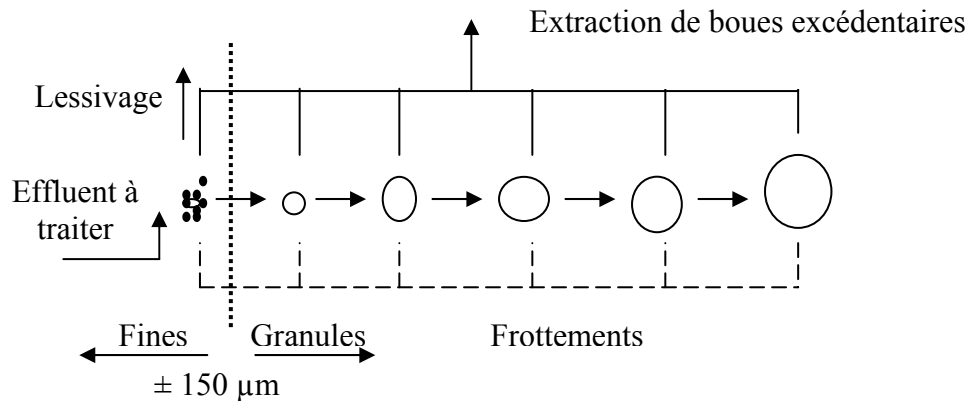 Extraction de boues excédentaires
Lessivage
Effluent à
traiter
Fines
Granules
Frottements
± 150 µm